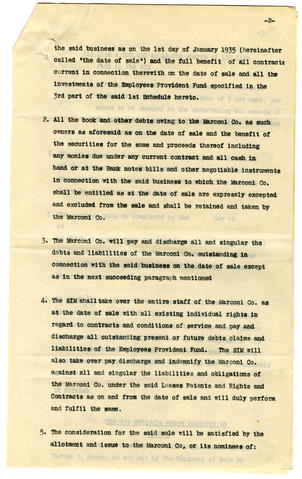 -2-
the said business as on the 1st day of January 1935 (hereinafter
called "the date of sale") and the full benefit of all contracts
current in connection therewith on the date of sale and all the
investments of the Employees Provident Fund specified in the
3rd part of the said 1st Schedule hereto.
2. All the book and other debts owing to the Marconi Co. as such
owners as aforesaid as on the date of sale and the benefit of
the securities for the same and proceeds thereof including
any monies due under any current contract and all cash in
hand or at the Bank notes bills and other negotiable instruments
in connection with the said business to which the Marconi Co.
shall be entitled as at the date of sale are expressly excepted
and excluded from the sale and shall be retained and taken by
the Marconi Co.
3. The Marconi Co. will pay and discharge all and singular the
debts and liabilities of the Marconi Co. outstanding in
connection with the said business on the date of sale except
as in the next succeeding paragraph mentioned
4. The SIM shall take over the entire staff of the Marconi Co. as
at the date of sale with all existing individual rights in
regard to contracts and conditions of service and pay and
discharge all outstanding present or future debts claims and
liabilities of the Employees Provident Fund. The SIM will
also take over pay discharge and indemnify the Marconi Co.
against all and singular the liabilities and obligations of
the Marconi Co. under the said Leases Patents and Rights and
Contracts as on and from the date of sale and will duly perform
and fulfil the same.
5. The consideration for the said sale will be satisfied by the
allotment and issue to the Marconi Co. or its nominees of: